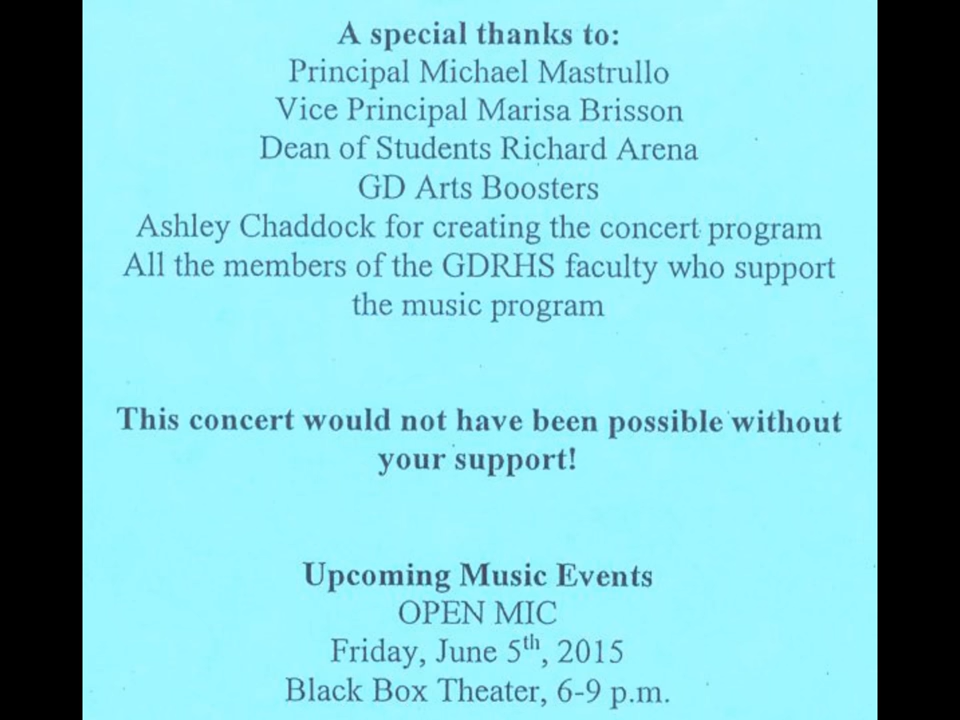 A special thanks to:
Principal Michael Mastrullo
Vice Principal Marisa Brisson
Dean of Students Richard Arena
GD Arts Boosters
Ashley Chaddock for creating the concert program
All the members of the GDRHS faculty who support
the music program
This concert would not have been possible without
your support!
Upcoming Music Events
OPEN MIC
Friday, June 5th, 2015
Black Box Theater, 6-9 p.m.